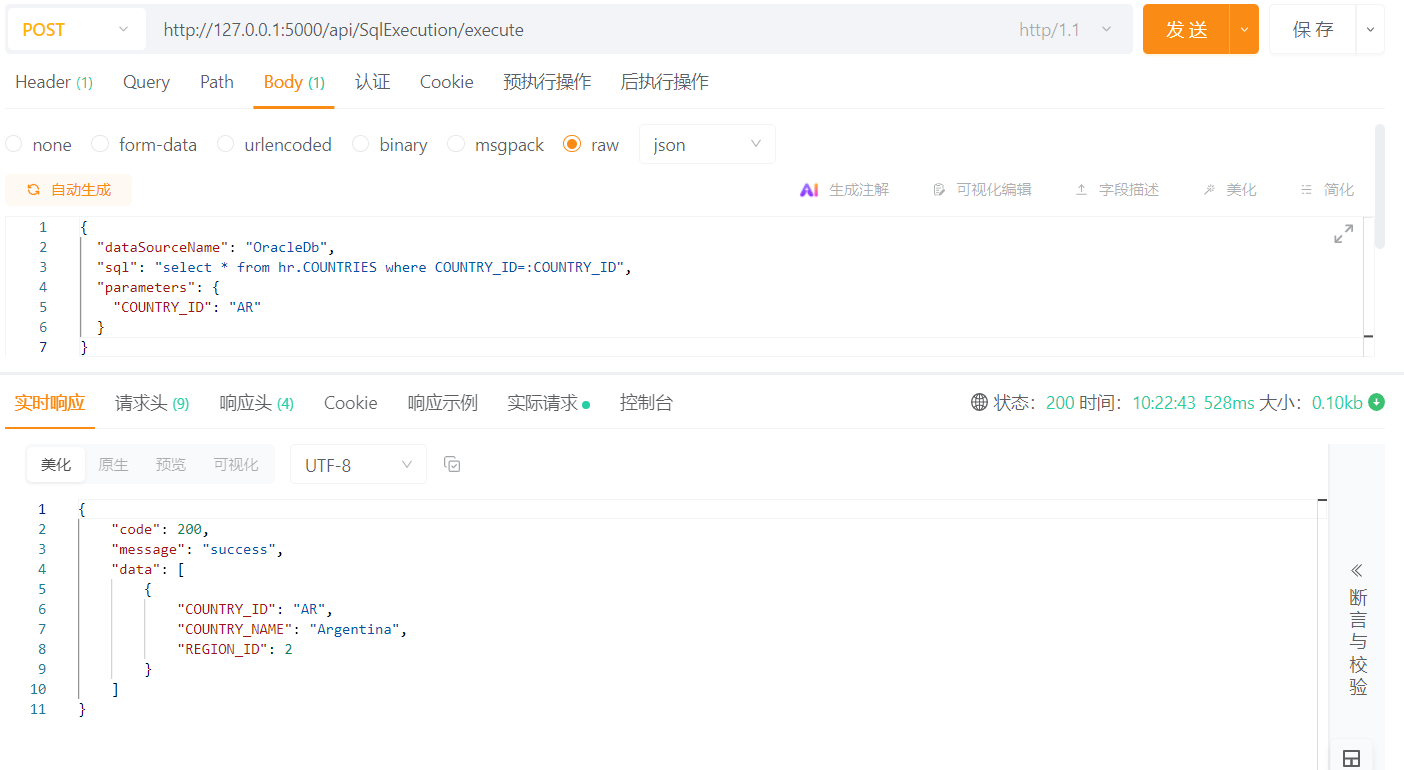 POST http://127.0.0.1:5000/api/SqlExecution/execute http/1.1 发送 保存
Header (1) Query Path Body (1) 认证 Cookie 预执行操作 后执行操作
none form-data urlencoded binary msgpack raw json
自动生成 AI 生成注解 可视化编辑 字段描述 美化 简化
1 {
2 "dataSourceName": "OracleDb",
3 "sql": "select * from hr.COUNTRIES where COUNTRY_ID=:COUNTRY_ID",
4 "parameters": {
5 "COUNTRY_ID": "AR"
6 }
7 }
实时响应 请求头 (9) 响应头 (4) Cookie 响应示例 实际请求 控制台 状态: 200 时间: 10:22:43 528ms 大小: 0.10kb
美化 原生 预览 可视化 UTF-8
1 {
2 "code": 200,
3 "message": "success",
4 "data": [
5 {
6 "COUNTRY_ID": "AR",
7 "COUNTRY_NAME": "Argentina",
8 "REGION_ID": 2
9 }
10 ]
11 }
断言与校验